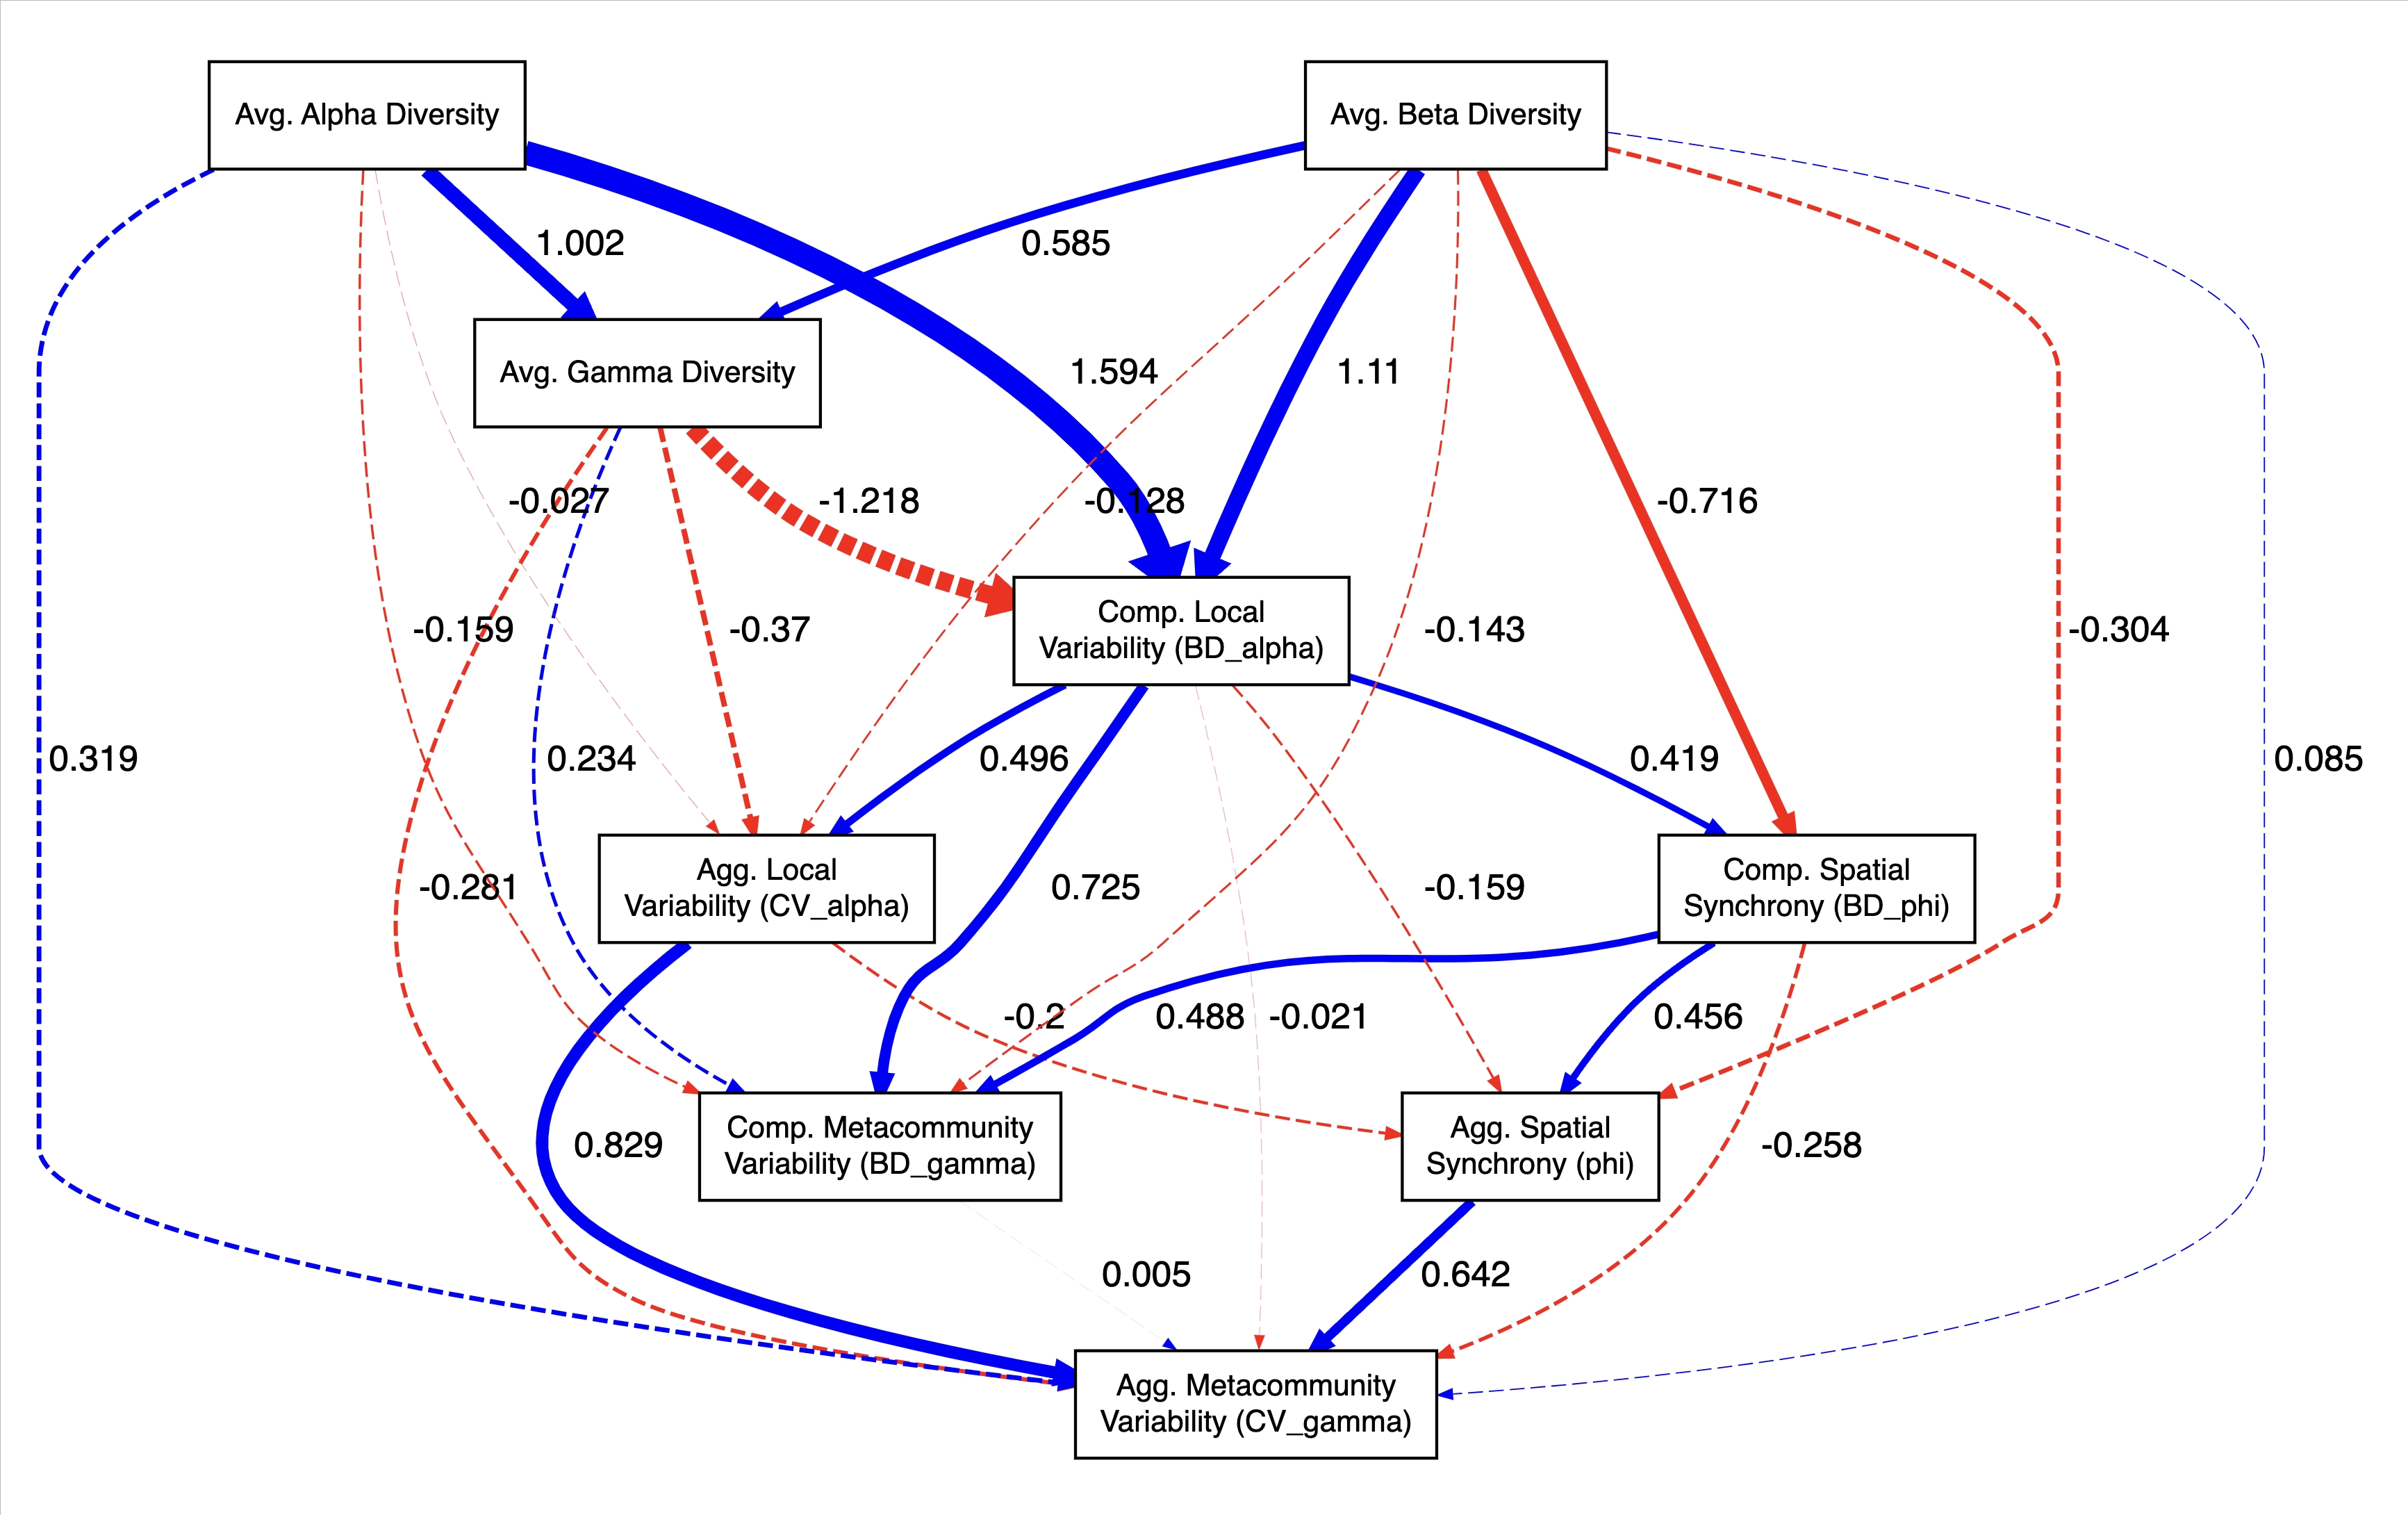 Avg. Alpha Diversity
Avg. Beta Diversity
1.002
0.585
Avg. Gamma Diversity
1.594
1.11
-0.027
-1.218
-0.128
-0.716
Comp. Local
Variability (BD_alpha)
-0.159
-0.37
-0.143
-0.304
0.319
0.234
0.496
0.419
0.085
Agg. Local
Variability (CV_alpha)
Comp. Spatial
Synchrony (BD_phi)
-0.281
0.725
-0.159
-0.2
0.488
-0.021
0.456
Comp. Metacommunity
Variability (BD_gamma)
Agg. Spatial
Synchrony (phi)
0.829
-0.258
0.005
0.642
Agg. Metacommunity
Variability (CV_gamma)